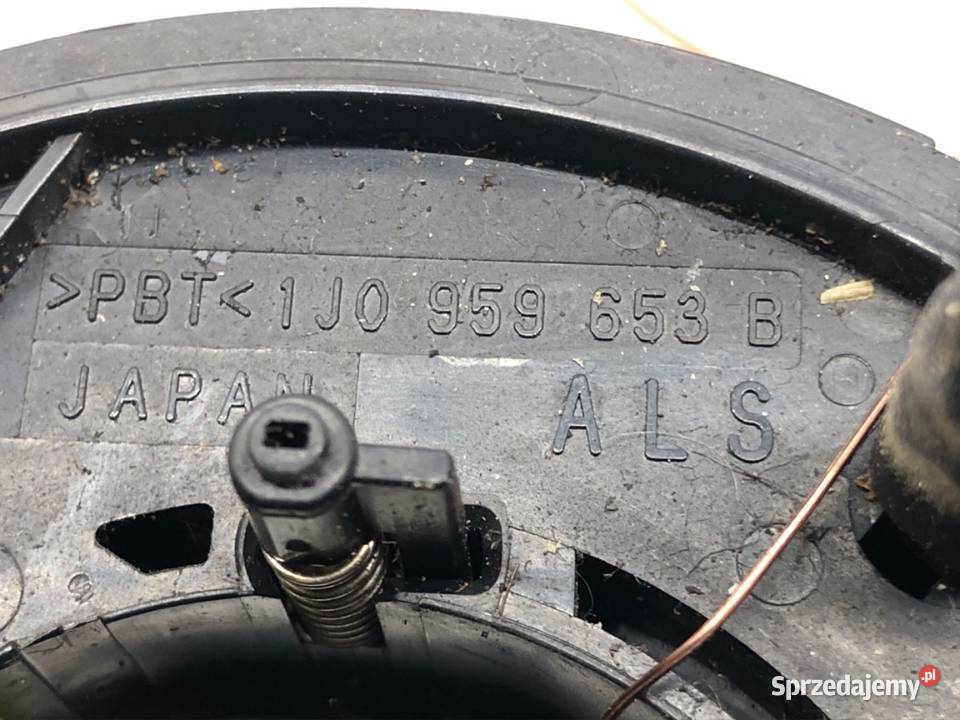 >PBT< 1J0 959 653 B
JAPAN
ALS
Sprzedajemy.pl